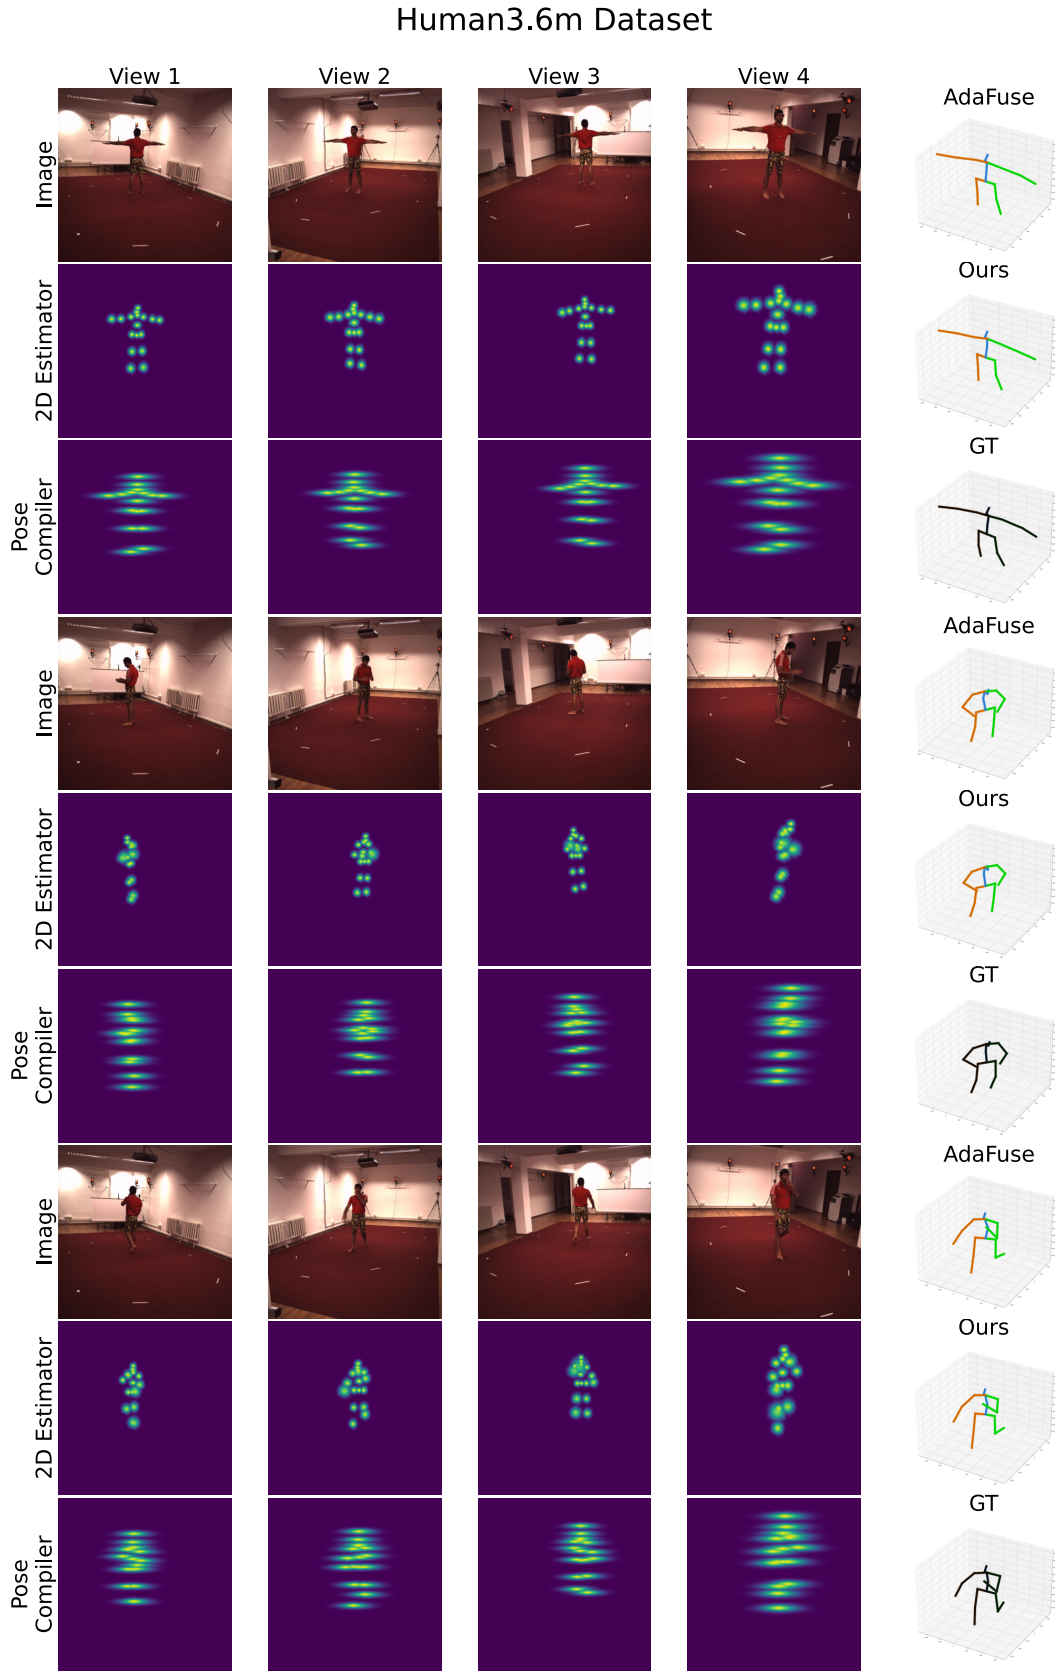 Human3.6m Dataset
View 1
View 2
View 3
View 4
Image
AdaFuse
2D Estimator
Ours
Pose
Compiler
GT
Image
AdaFuse
2D Estimator
Ours
Pose
Compiler
GT
Image
AdaFuse
2D Estimator
Ours
Pose
Compiler
GT